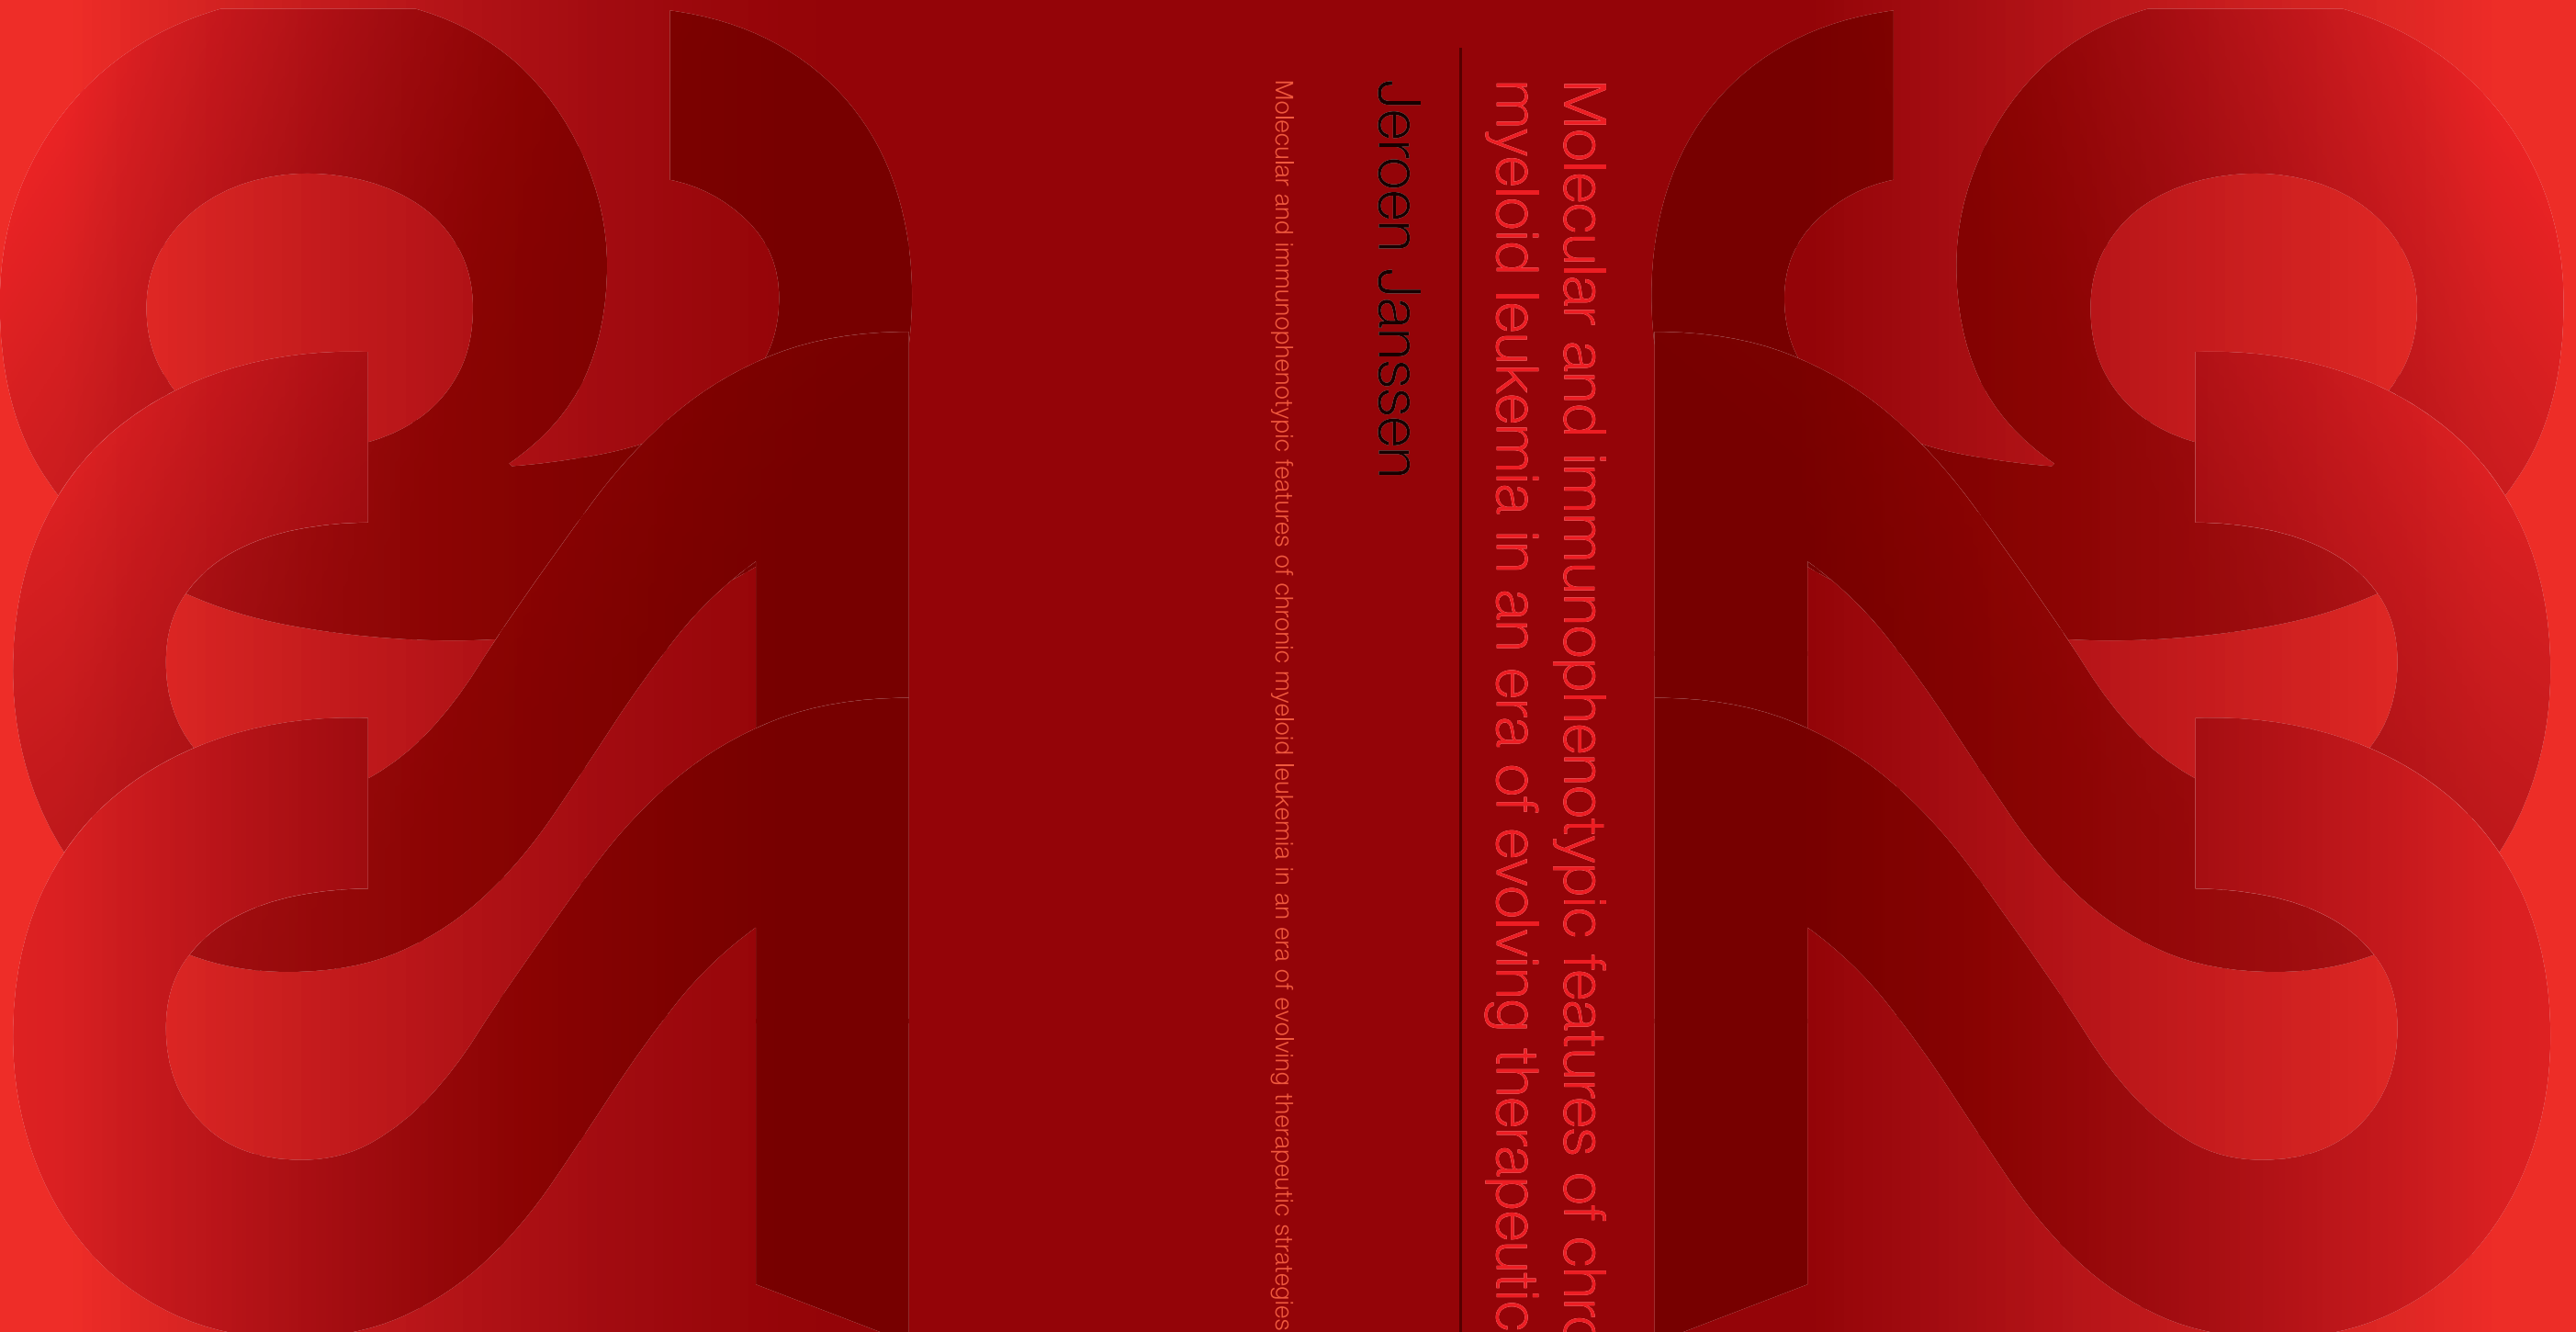 Molecular and immunophenotypic features of
myeloid leukemia in an era of evolving therapeutic
Jeroen Janssen
Molecular and immunophenotypic features of chronic myeloid leukemia in an era of evolving therapeutic strategies